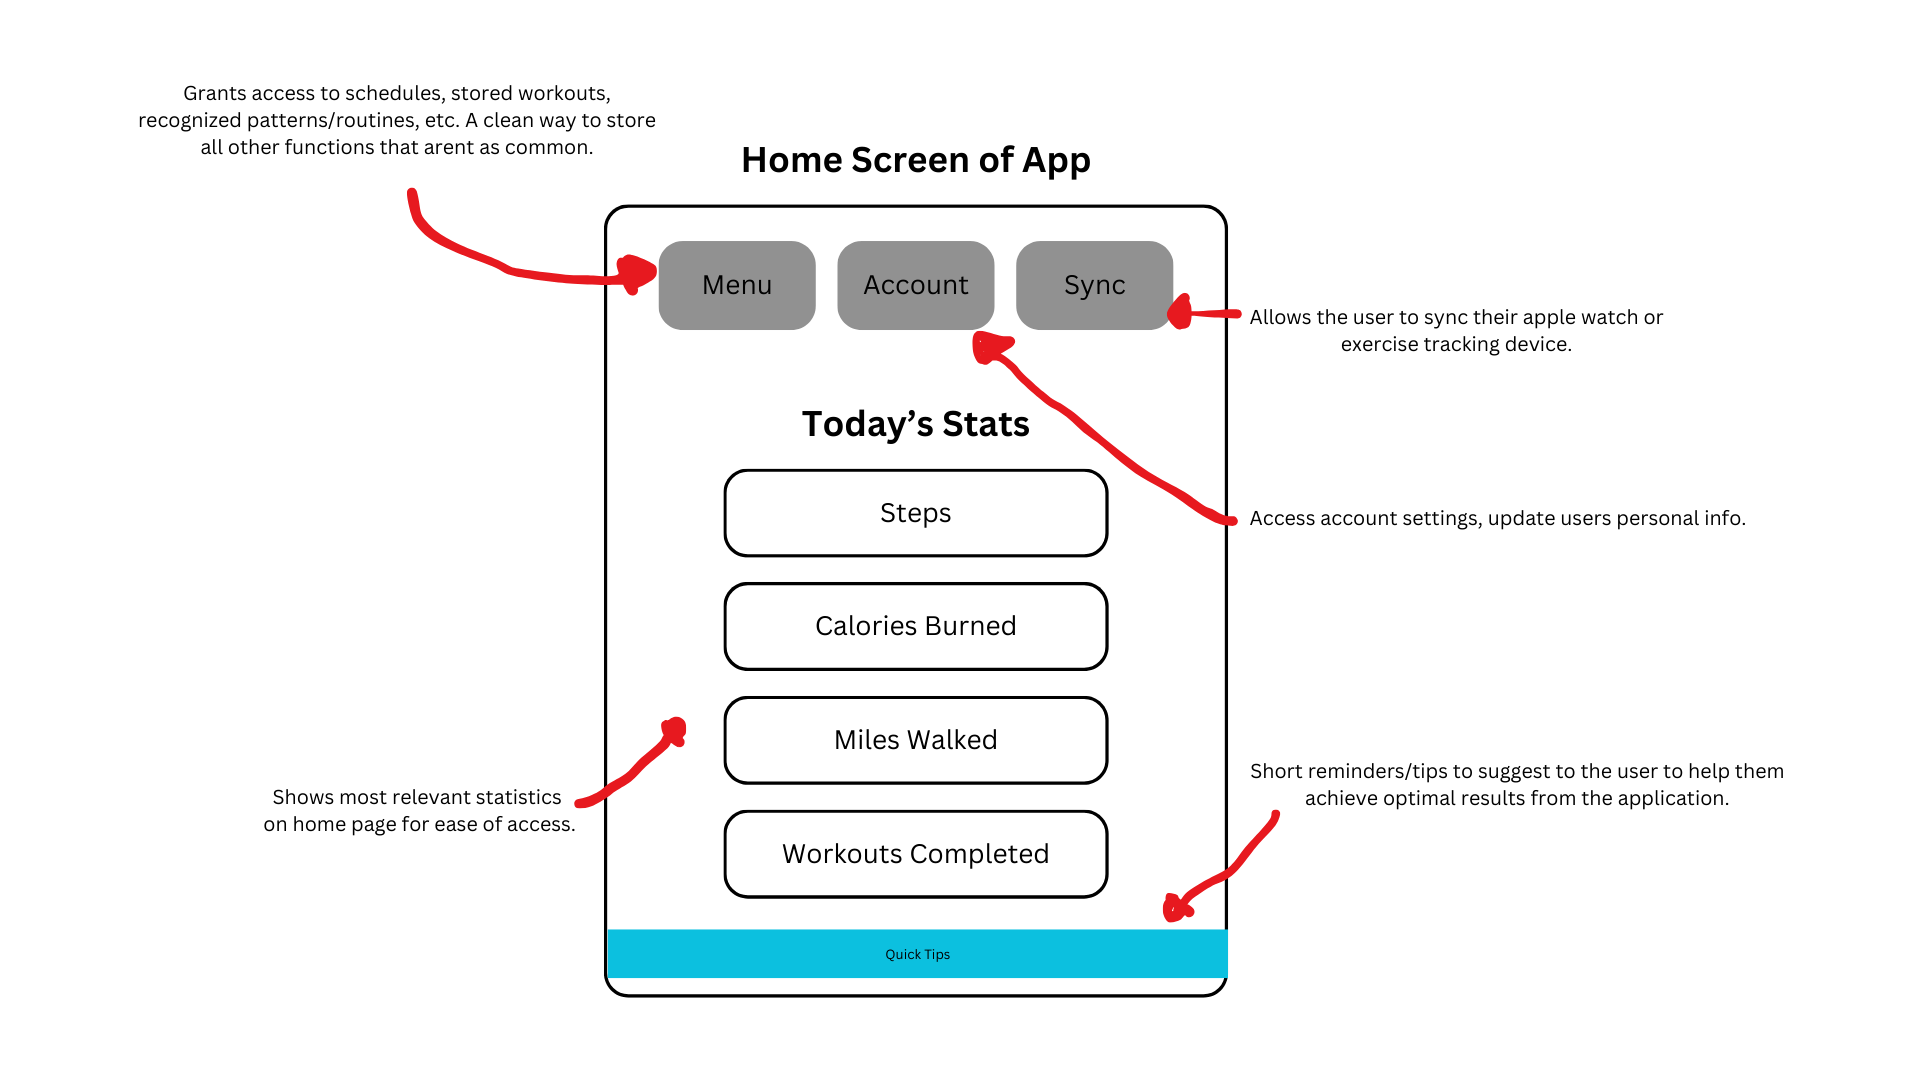 Grants access to schedules, stored workouts,
recognized patterns/routines, etc. A clean way to store
all other functions that arent as common.
Home Screen of App
Menu
Account
Sync
Allows the user to sync their apple watch or
exercise tracking device.
Today’s Stats
Steps
Access account settings, update users personal info.
Calories Burned
Miles Walked
Shows most relevant statistics
on home page for ease of access.
Short reminders/tips to suggest to the user to help them
achieve optimal results from the application.
Workouts Completed
Quick Tips